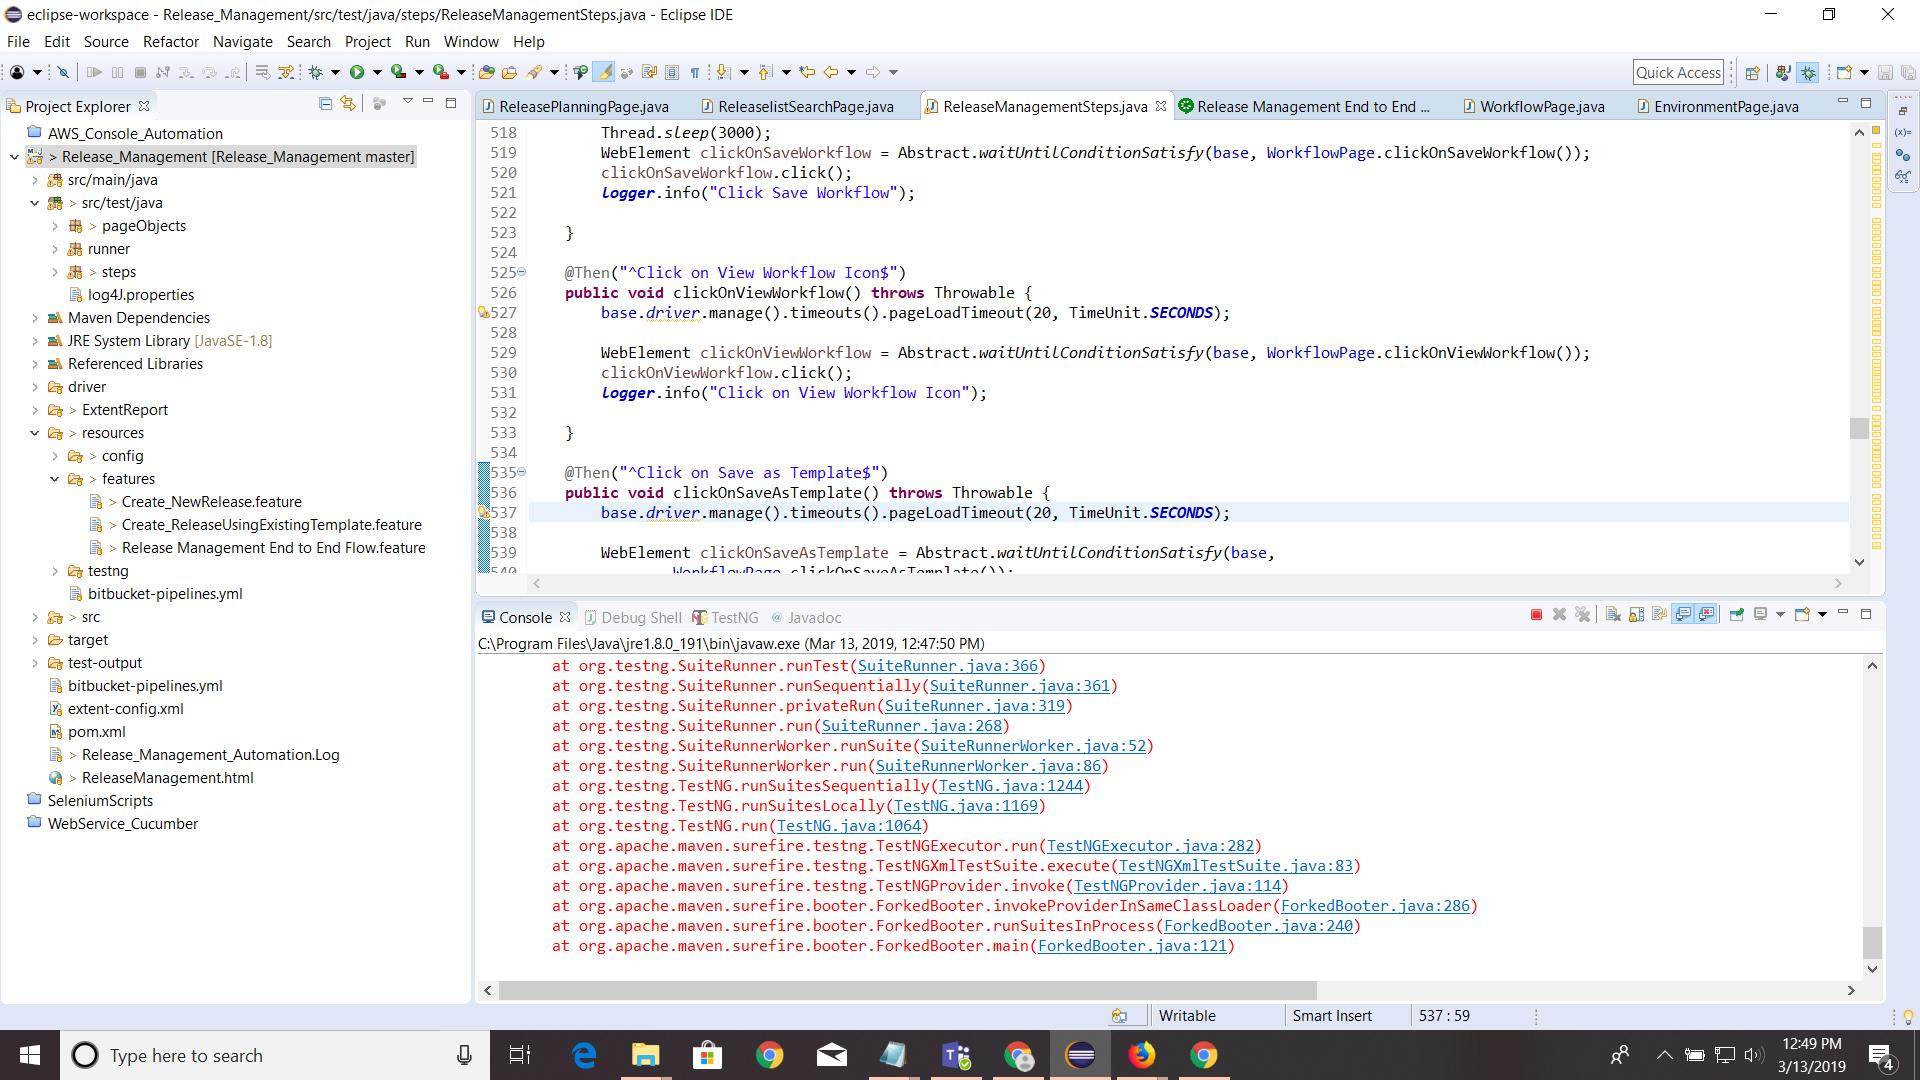 eclipse-workspace - Release_Management/src/test/java/steps/ReleaseManagementSteps.java - Eclipse IDE
File Edit Source Refactor Navigate Search Project Run Window Help
Quick Access
Project Explorer
AWS_Console_Automation
> Release_Management [Release_Management master]
src/main/java
> src/test/java
> pageObjects
runner
> steps
log4J.properties
Maven Dependencies
JRE System Library [JavaSE-1.8]
Referenced Libraries
driver
> ExtentReport
> resources
> config
> features
> Create_NewRelease.feature
> Create_ReleaseUsingExistingTemplate.feature
> Release Management End to End Flow.feature
> testng
bitbucket-pipelines.yml
> src
target
test-output
bitbucket-pipelines.yml
extent-config.xml
pom.xml
> Release_Management_Automation.Log
> ReleaseManagement.html
SeleniumScripts
WebService_Cucumber
ReleasePlanningPage.java ReleaselistSearchPage.java ReleaseManagementSteps.java Release Management End to End ... WorkflowPage.java EnvironmentPage.java
518 Thread.sleep(3000);
519 WebElement clickOnSaveWorkflow = Abstract.waitUntilConditionSatisfy(base, WorkflowPage.clickOnSaveWorkflow());
520 clickOnSaveWorkflow.click();
521 logger.info("Click Save Workflow");
522
523 }
524
525 @Then("^Click on View Workflow Icon$")
526 public void clickOnViewWorkflow() throws Throwable {
527 base.driver.manage().timeouts().pageLoadTimeout(20, TimeUnit.SECONDS);
528
529 WebElement clickOnViewWorkflow = Abstract.waitUntilConditionSatisfy(base, WorkflowPage.clickOnViewWorkflow());
530 clickOnViewWorkflow.click();
531 logger.info("Click on View Workflow Icon");
532
533 }
534
535 @Then("^Click on Save as Template$")
536 public void clickOnSaveAsTemplate() throws Throwable {
537 base.driver.manage().timeouts().pageLoadTimeout(20, TimeUnit.SECONDS);
538
539 WebElement clickOnSaveAsTemplate = Abstract.waitUntilConditionSatisfy(base,
540 WorkflowPage.clickOnSaveAsTemplate());
Console Debug Shell TestNG @ Javadoc
C:\Program Files\Java\jre1.8.0_191\bin\javaw.exe (Mar 13, 2019, 12:47:50 PM)
at org.testng.SuiteRunner.runTest(SuiteRunner.java:366)
at org.testng.SuiteRunner.runSequentially(SuiteRunner.java:361)
at org.testng.SuiteRunner.privateRun(SuiteRunner.java:319)
at org.testng.SuiteRunner.run(SuiteRunner.java:268)
at org.testng.SuiteRunnerWorker.runSuite(SuiteRunnerWorker.java:52)
at org.testng.SuiteRunnerWorker.run(SuiteRunnerWorker.java:86)
at org.testng.TestNG.runSuitesSequentially(TestNG.java:1244)
at org.testng.TestNG.runSuitesLocally(TestNG.java:1169)
at org.testng.TestNG.run(TestNG.java:1064)
at org.apache.maven.surefire.testng.TestNGExecutor.run(TestNGExecutor.java:282)
at org.apache.maven.surefire.testng.TestNGXmlTestSuite.execute(TestNGXmlTestSuite.java:83)
at org.apache.maven.surefire.testng.TestNGProvider.invoke(TestNGProvider.java:114)
at org.apache.maven.surefire.booter.ForkedBooter.invokeProviderInSameClassLoader(ForkedBooter.java:286)
at org.apache.maven.surefire.booter.ForkedBooter.runSuitesInProcess(ForkedBooter.java:240)
at org.apache.maven.surefire.booter.ForkedBooter.main(ForkedBooter.java:121)
Writable Smart Insert 537 : 59
Type here to search
12:49 PM
3/13/2019
4